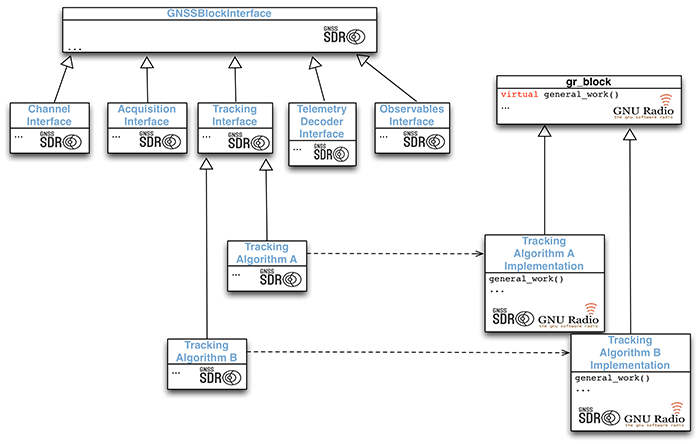 GNSSBlockInterface
...
GNSS
SDR
gr_block
virtual general_work()
...
GNU Radio
the gnu software radio
Channel
Interface
...
GNSS
SDR
Acquisition
Interface
...
GNSS
SDR
Tracking
Interface
...
GNSS
SDR
Telemetry
Decoder
Interface
...
GNSS
SDR
Observables
Interface
...
GNSS
SDR
Tracking
Algorithm A
...
GNSS
SDR
Tracking
Algorithm A
Implementation
general_work()
...
GNSS
SDR
GNU Radio
the gnu software radio
Tracking
Algorithm B
...
GNSS
SDR
Tracking
Algorithm B
Implementation
general_work()
...
GNSS
SDR
GNU Radio
the gnu software radio